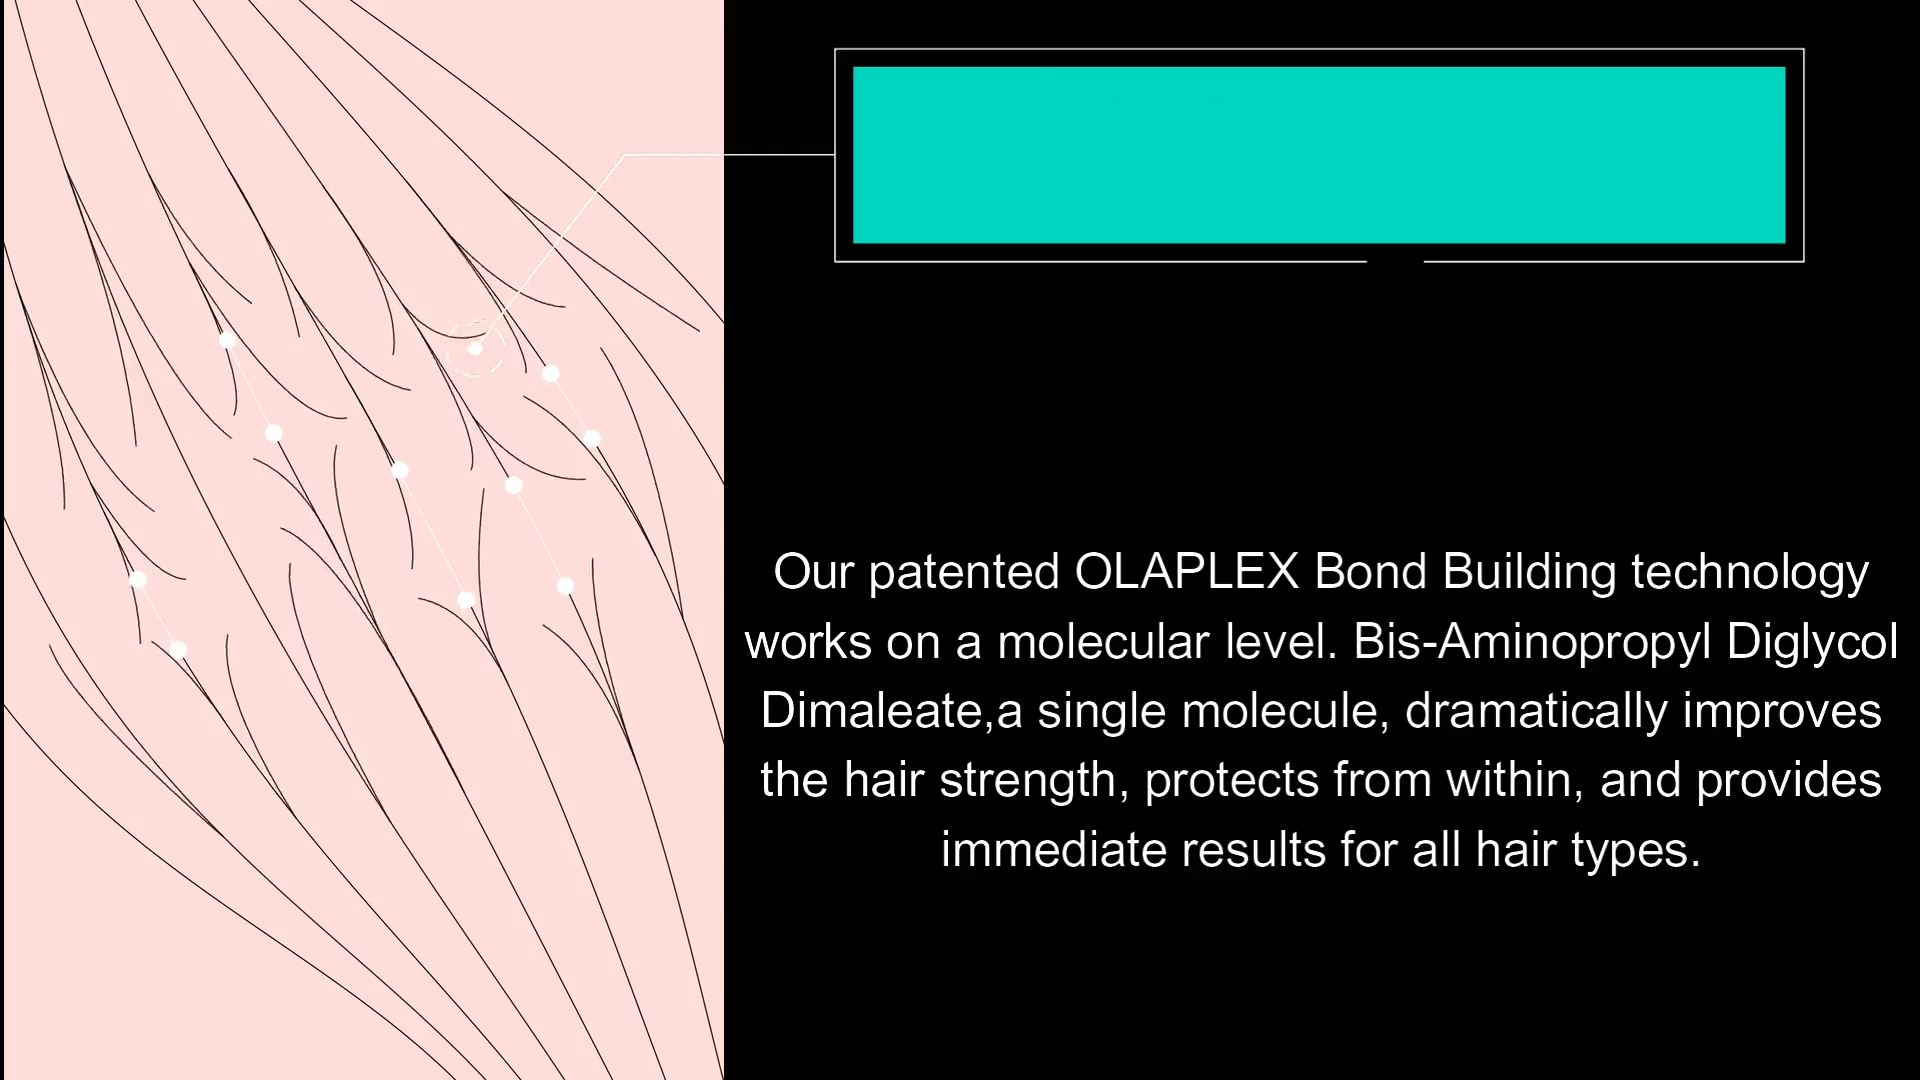 Our patented OLAPLEX Bond Building technology
works on a molecular level. Bis-Aminopropyl Diglycol
Dimaleate,a single molecule, dramatically improves
the hair strength, protects from within, and provides
immediate results for all hair types.